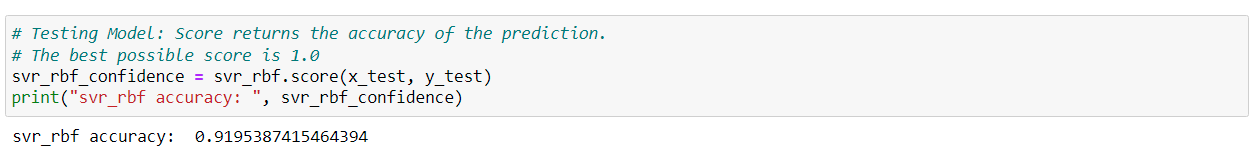 # Testing Model: Score returns the accuracy of the prediction.
# The best possible score is 1.0
svr_rbf_confidence = svr_rbf.score(x_test, y_test)
print("svr_rbf accuracy: ", svr_rbf_confidence)
svr_rbf accuracy:  0.9195387415464394